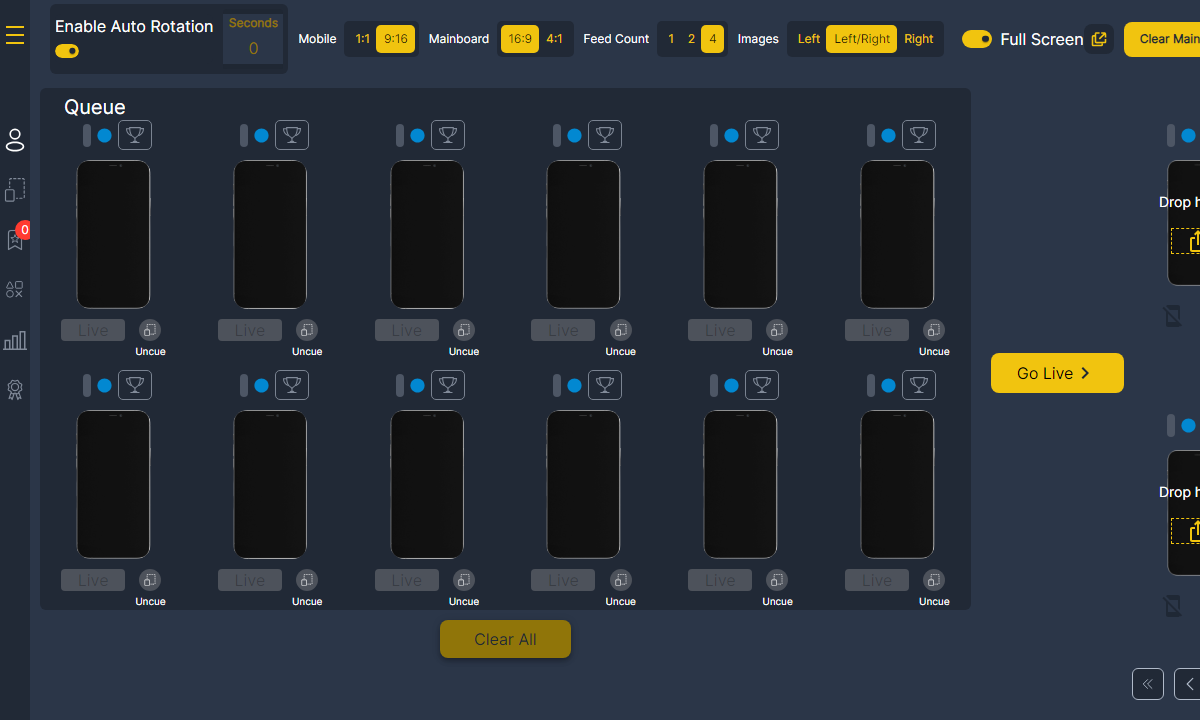 Enable Auto Rotation
Seconds
0
Mobile 1:1 9:16 Mainboard 16:9 4:1 Feed Count 1 2 4 Images Left Left/Right Right Full Screen Clear Main
Queue
0
Drop h
Live Live Live Live Live Live
Uncue Uncue Uncue Uncue Uncue Uncue
Go Live
Drop h
Live Live Live Live Live Live
Uncue Uncue Uncue Uncue Uncue Uncue
Clear All